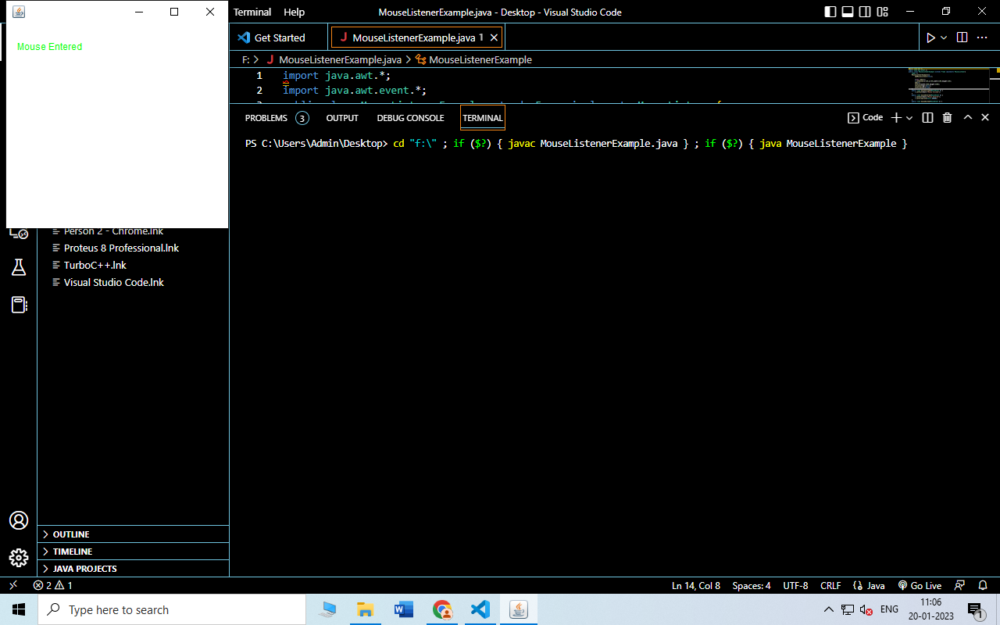 Terminal Help MouseListenerExample.java - Desktop - Visual Studio Code
Mouse Entered
Get Started MouseListenerExample.java 1
F: > MouseListenerExample.java > MouseListenerExample
1 import java.awt.*;
2 import java.awt.event.*;
PROBLEMS 3 OUTPUT DEBUG CONSOLE TERMINAL Code
PS C:\Users\Admin\Desktop> cd "f:\" ; if ($?) { javac MouseListenerExample.java } ; if ($?) { java MouseListenerExample }
Person 2 - Chrome.lnk
Proteus 8 Professional.lnk
TurboC++.lnk
Visual Studio Code.lnk
OUTLINE
TIMELINE
JAVA PROJECTS
2 1 Ln 14, Col 8 Spaces: 4 UTF-8 CRLF Java Go Live
Type here to search
ENG 11:06
20-01-2023 1